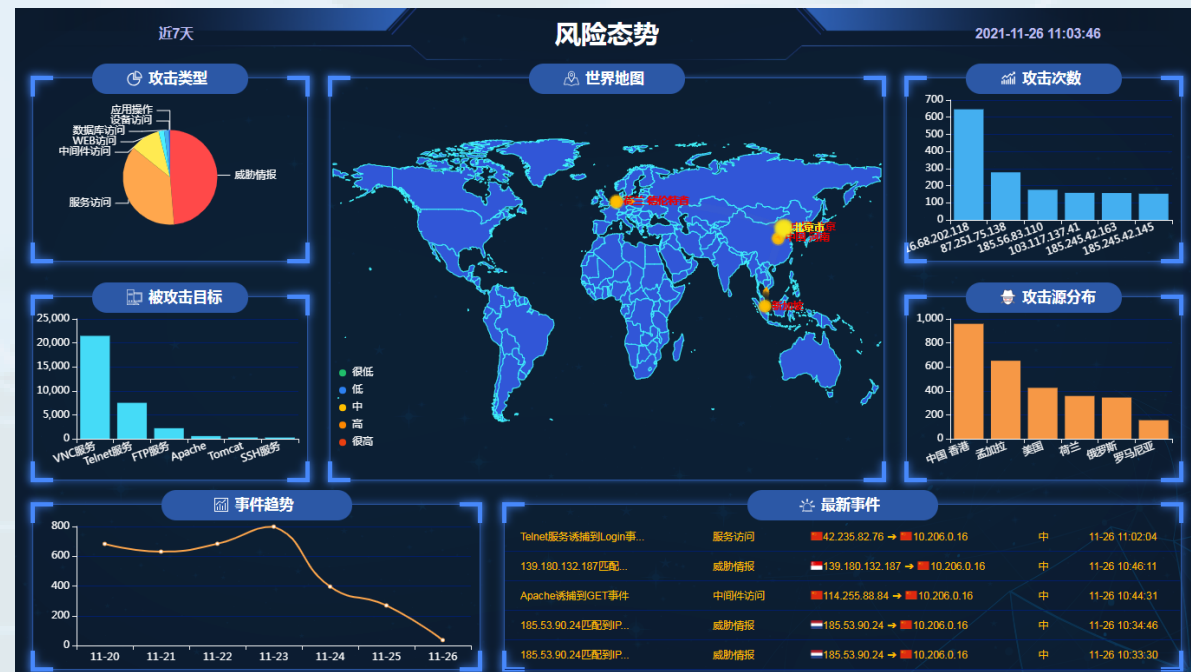 近7天
风险态势
2021-11-26 11:03:46
攻击类型
应用操作
设备访问
数据库访问
WEB访问
中间件访问
服务访问
威胁情报
世界地图
北京市
很低
低
中
高
很高
攻击次数
700
600
500
400
300
200
100
0
6.68.202.118
87.251.75.138
185.56.83.110
103.117.137.41
185.245.42.163
185.245.42.145
被攻击目标
25,000
20,000
15,000
10,000
5,000
0
VNC服务
Telnet服务
FTP服务
Apache
Tomcat
SSH服务
攻击源分布
1,000
800
600
400
200
0
中国 香港
孟加拉
美国
荷兰
俄罗斯
罗马尼亚
事件趋势
800
600
400
200
0
11-20 11-21 11-22 11-23 11-24 11-25 11-26
最新事件
Telnet服务诱捕到Login事... 服务访问 42.235.82.76 ➔ 10.206.0.16 中 11-26 11:02:04
139.180.132.187匹配... 威胁情报 139.180.132.187 ➔ 10.206.0.16 中 11-26 10:46:11
Apache诱捕到GET事件 中间件访问 114.255.88.84 ➔ 10.206.0.16 中 11-26 10:44:31
185.53.90.24匹配到IP... 威胁情报 185.53.90.24 ➔ 10.206.0.16 中 11-26 10:34:46
185.53.90.24匹配到IP... 威胁情报 185.53.90.24 ➔ 10.206.0.16 中 11-26 10:33:30